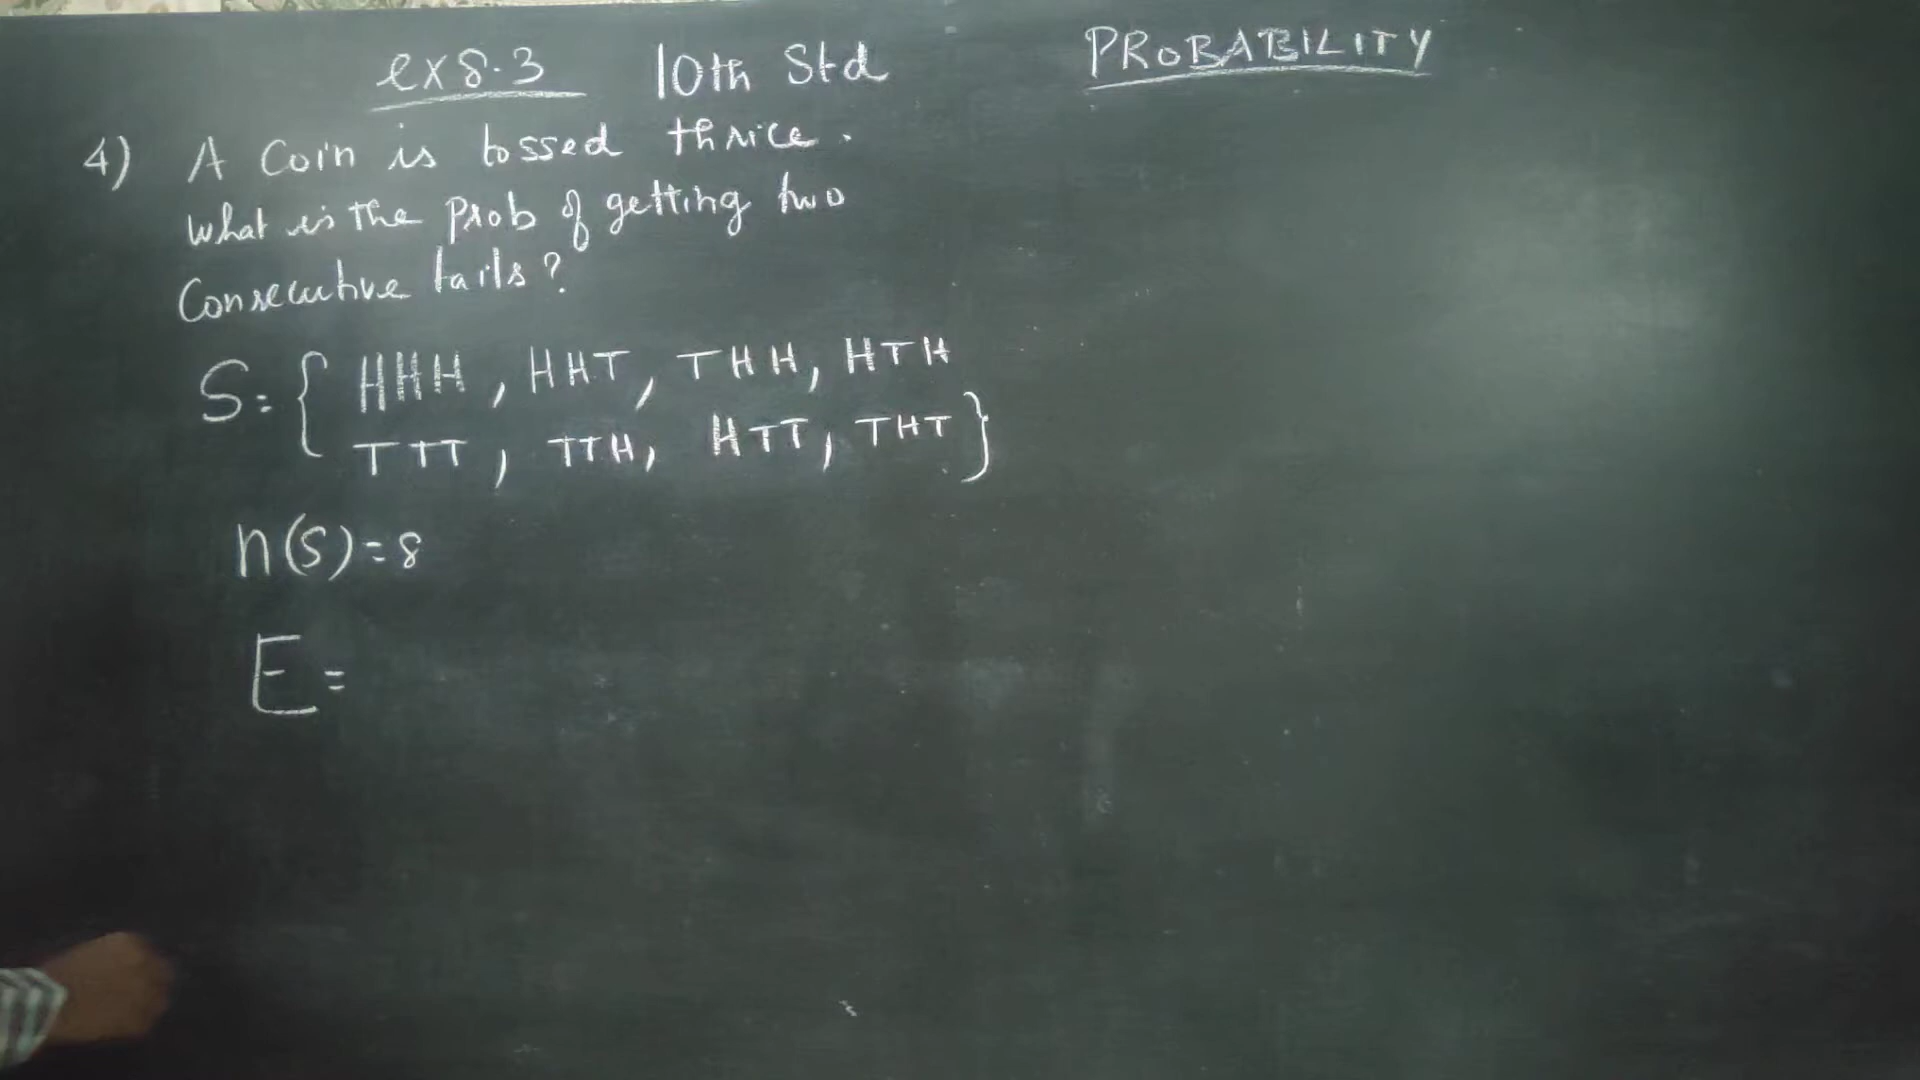 ex 8.3 10th Std PROBABILITY
4) A Coin is tossed thrice.
What is the Prob of getting two
Consecutive tails?
S = { HHH, HHT, THH, HTH
TTT, TTH, HTT, THT }
n(S) = 8
E =